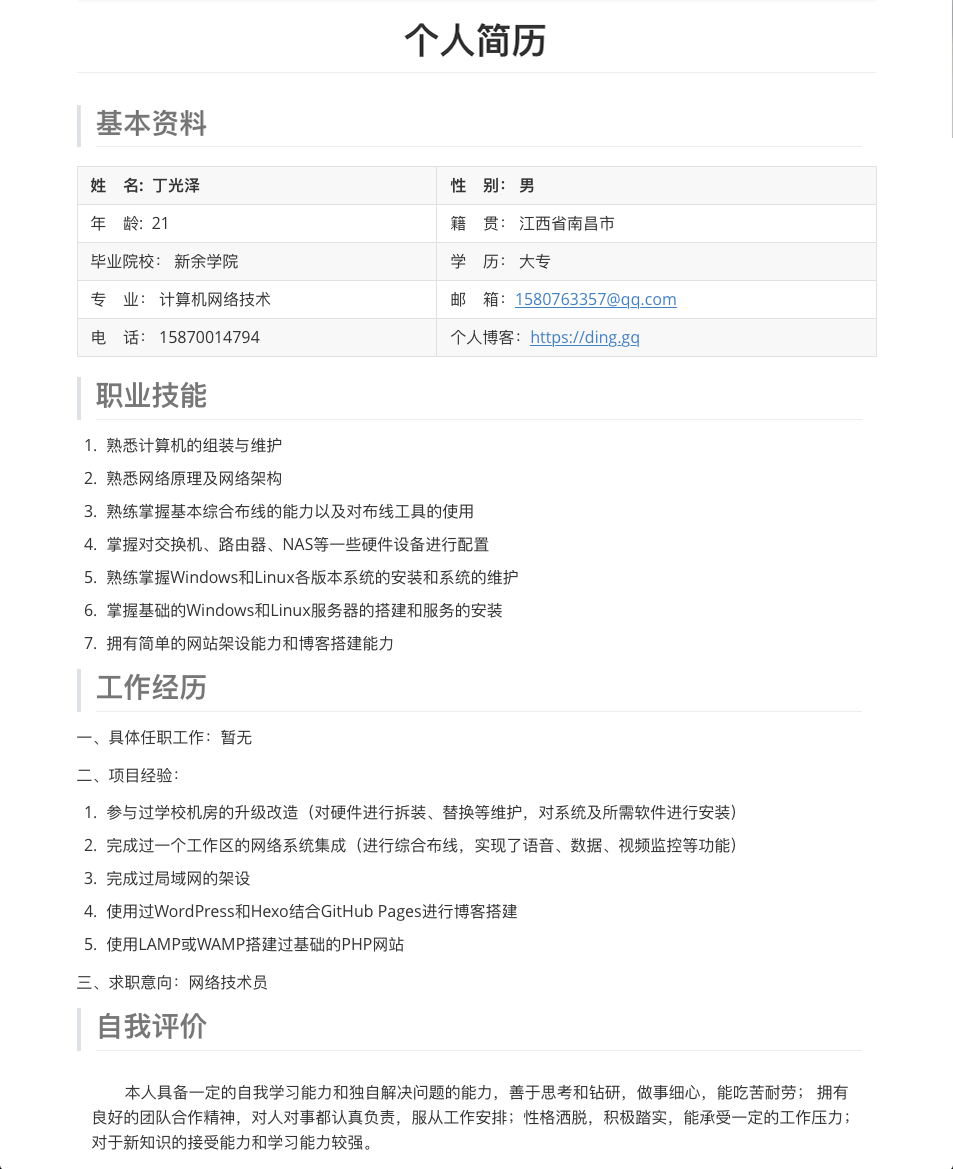 个人简历
基本资料
姓 名: 丁光泽 性 别： 男
年 龄: 21 籍 贯： 江西省南昌市
毕业院校： 新余学院 学 历： 大专
专 业： 计算机网络技术 邮 箱：1580763357@qq.com
电 话： 15870014794 个人博客：https://ding.gq
职业技能
1. 熟悉计算机的组装与维护
2. 熟悉网络原理及网络架构
3. 熟练掌握基本综合布线的能力以及对布线工具的使用
4. 掌握对交换机、路由器、NAS等一些硬件设备进行配置
5. 熟练掌握Windows和Linux各版本系统的安装和系统的维护
6. 掌握基础的Windows和Linux服务器的搭建和服务的安装
7. 拥有简单的网站架设能力和博客搭建能力
工作经历
一、具体任职工作：暂无
二、项目经验：
1. 参与过学校机房的升级改造（对硬件进行拆装、替换等维护，对系统及所需软件进行安装）
2. 完成过一个工作区的网络系统集成（进行综合布线，实现了语音、数据、视频监控等功能）
3. 完成过局域网的架设
4. 使用过WordPress和Hexo结合GitHub Pages进行博客搭建
5. 使用LAMP或WAMP搭建过基础的PHP网站
三、求职意向：网络技术员
自我评价
本人具备一定的自我学习能力和独自解决问题的能力，善于思考和钻研，做事细心，能吃苦耐劳； 拥有
良好的团队合作精神，对人对事都认真负责，服从工作安排；性格洒脱，积极踏实，能承受一定的工作压力；
对于新知识的接受能力和学习能力较强。